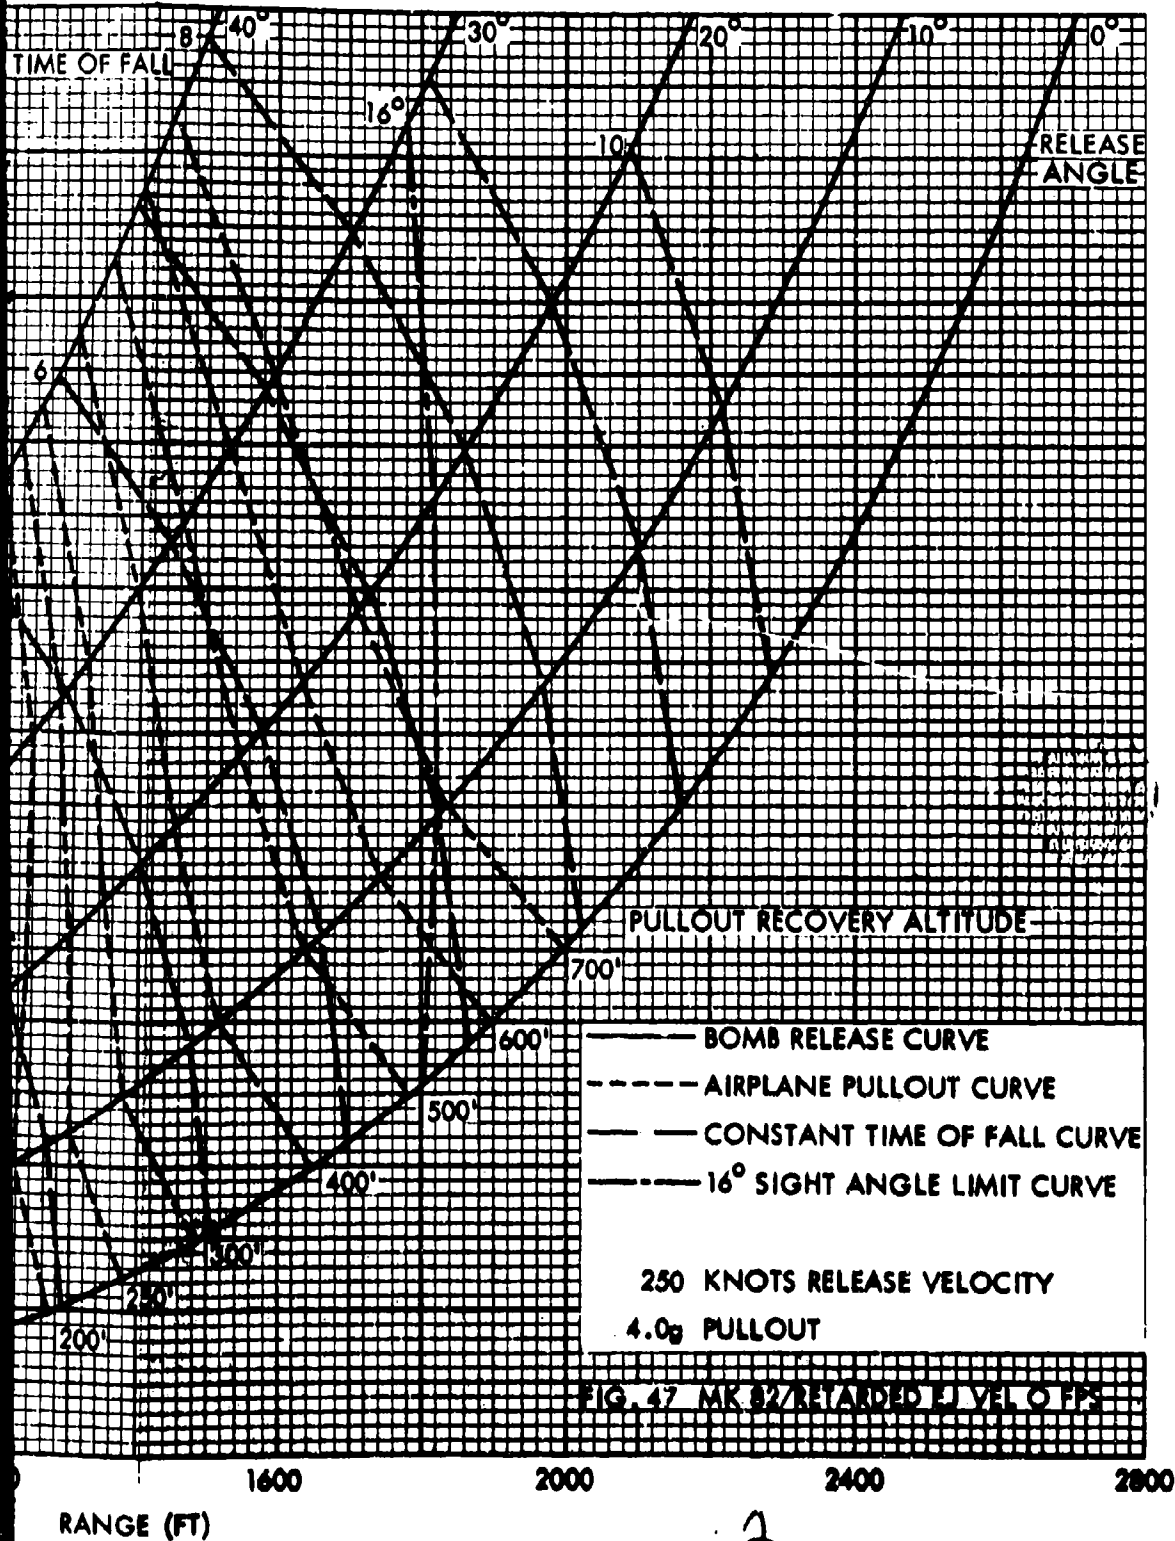 8 40° 30° 20° 10° 0°
TIME OF FALL
16°
10
RELEASE
ANGLE
6
PULLOUT RECOVERY ALTITUDE
700'
600'
500'
400'
300'
250'
200'
BOMB RELEASE CURVE
AIRPLANE PULLOUT CURVE
CONSTANT TIME OF FALL CURVE
16° SIGHT ANGLE LIMIT CURVE
250 KNOTS RELEASE VELOCITY
4.0g PULLOUT
FIG. 47 MK 82/RETARDED EJ VEL O FPS
1600 2000 2400 2800
RANGE (FT)
2